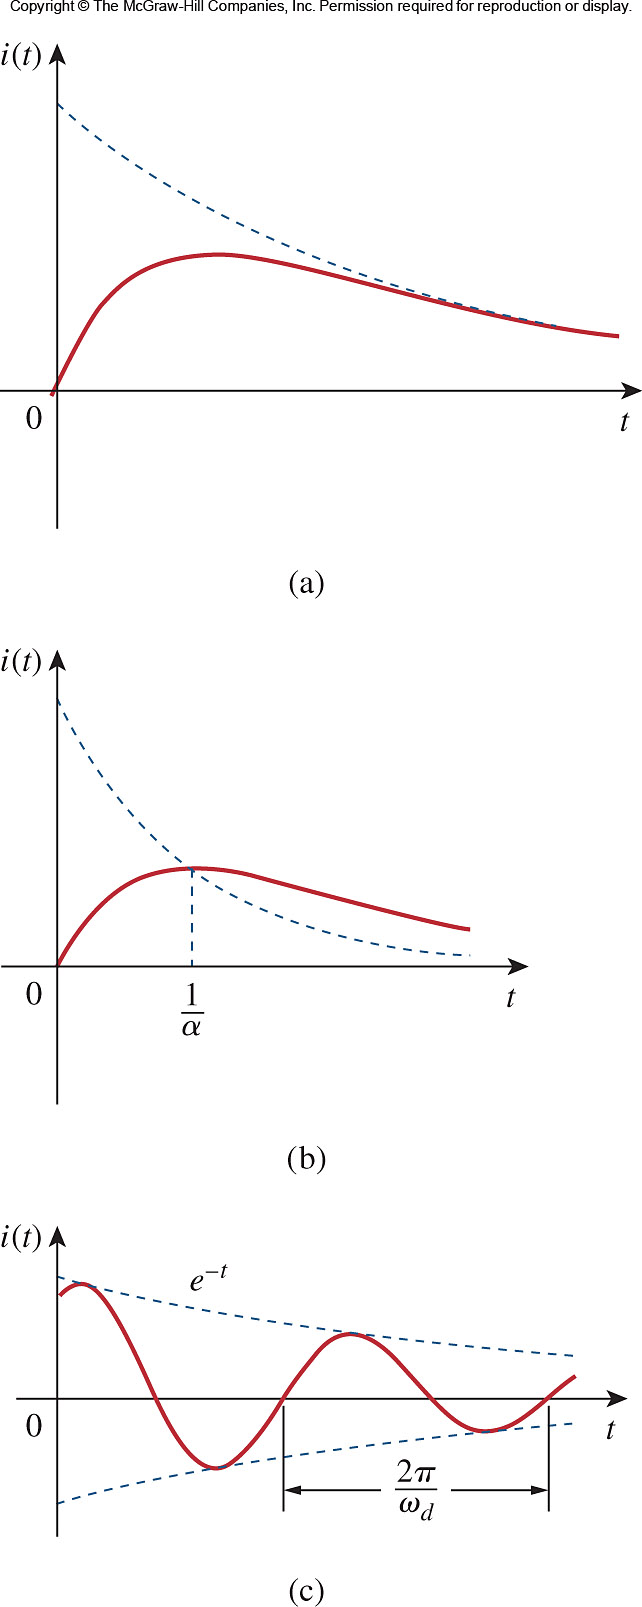 Copyright © The McGraw-Hill Companies, Inc. Permission required for reproduction or display.
i(t)
0
t
(a)
i(t)
0
1
α
t
(b)
i(t)
e^{-t}
0
t
2π
ω_d
(c)